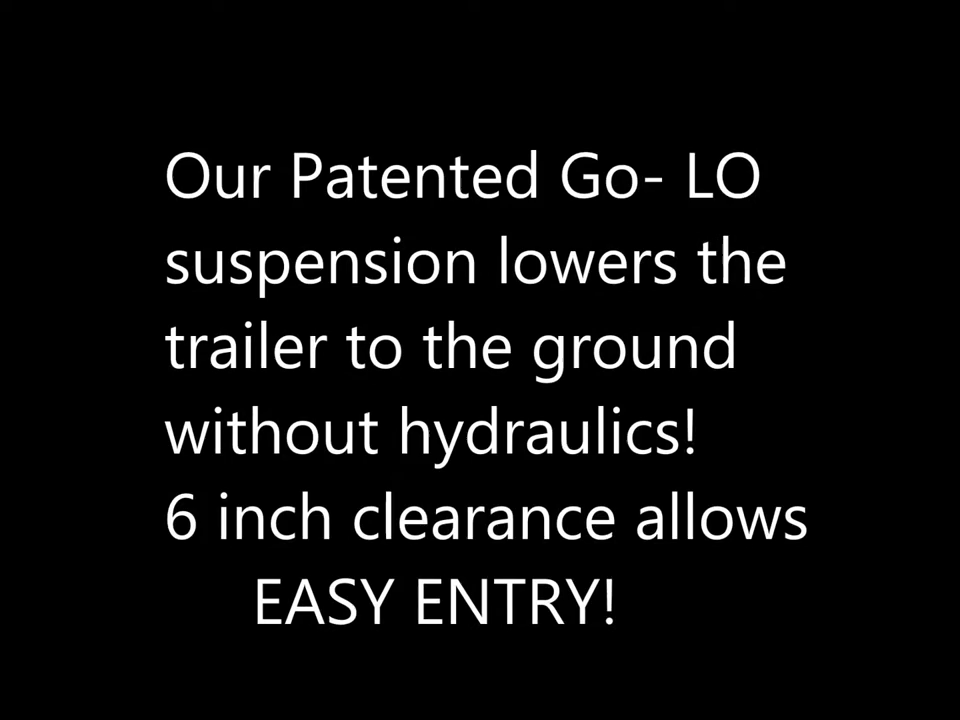 Our Patented Go- LO
suspension lowers the
trailer to the ground
without hydraulics!
6 inch clearance allows
EASY ENTRY!